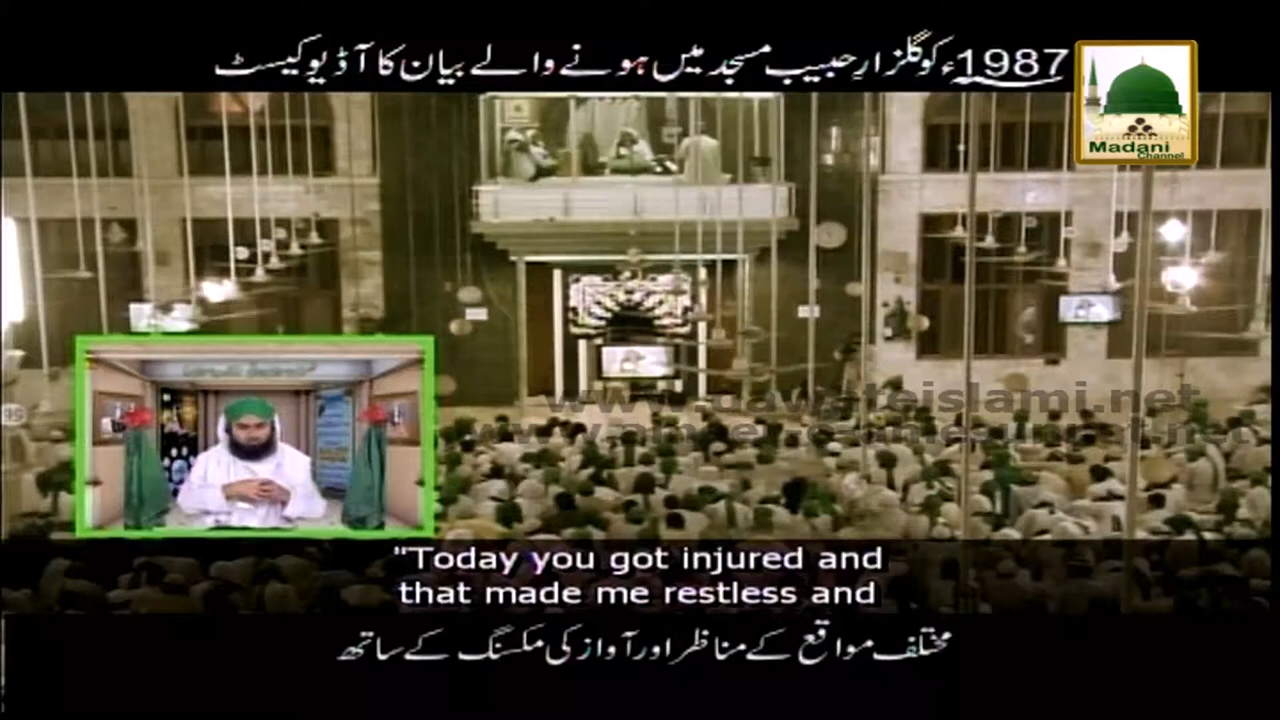 1987ء کو گلزارِ حبیب مسجد میں ہونے والے بیان کا آڈیو کیسٹ
Madani
Channel
"Today you got injured and
that made me restless and
مختلف مواقع کے مناظر اور آواز کی مکسنگ کے ساتھ